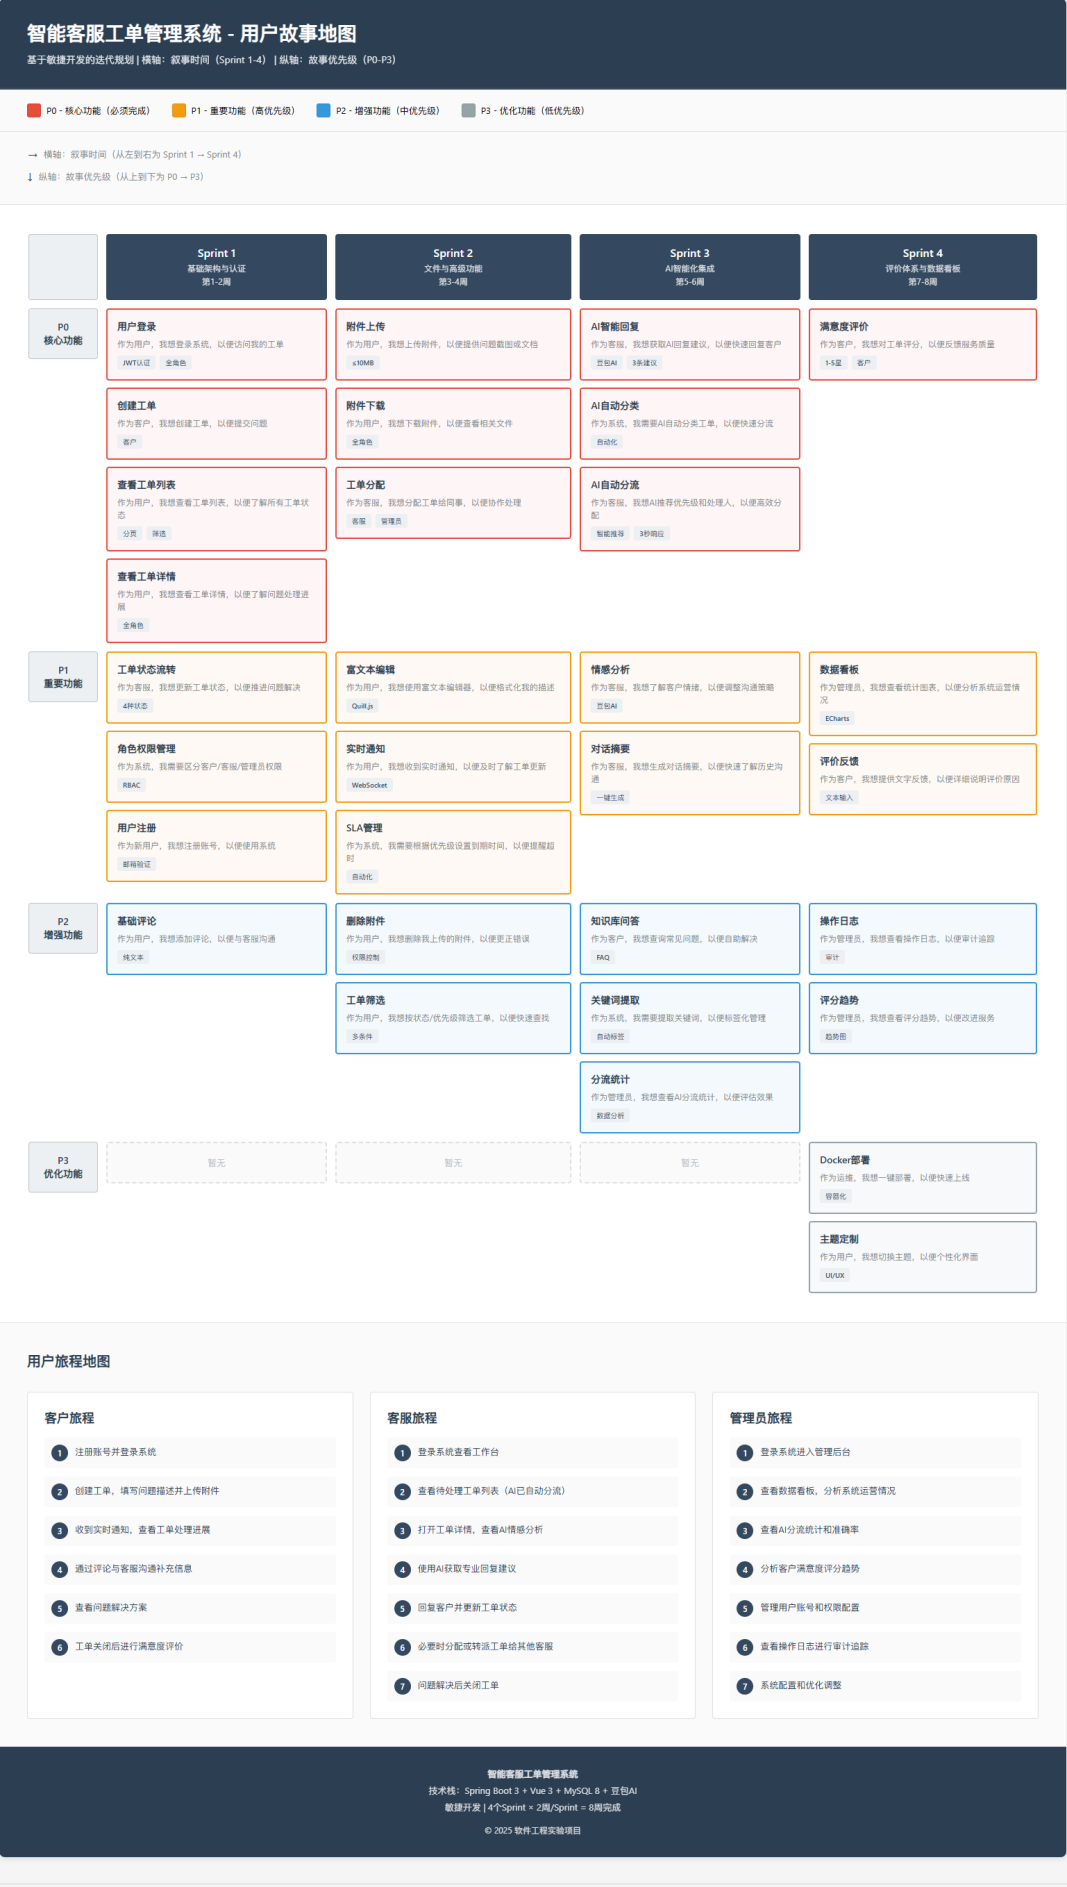 智能客服工单管理系统 - 用户故事地图
基于敏捷开发的迭代规划 | 横轴：叙事时间（Sprint 1-4） | 纵轴：故事优先级（P0-P3）
P0 - 核心功能（必须完成）
P1 - 重要功能（高优先级）
P2 - 增强功能（中优先级）
P3 - 优化功能（低优先级）
→ 横轴：叙事时间（从左到右为 Sprint 1 → Sprint 4）
↓ 纵轴：故事优先级（从上到下为 P0 → P3）
Sprint 1
基础架构与认证
第1-2周
Sprint 2
文件与高级功能
第3-4周
Sprint 3
AI智能化集成
第5-6周
Sprint 4
评价体系与数据看板
第7-8周
P0
核心功能
用户登录
作为用户，我想登录系统，以便访问我的工单
JWT认证
全角色
创建工单
作为客户，我想创建工单，以便提交问题
客户
查看工单列表
作为用户，我想查看工单列表，以便了解所有工单状
态
分页
筛选
查看工单详情
作为用户，我想查看工单详情，以便了解问题处理进
展
全角色
附件上传
作为用户，我想上传附件，以便提供问题截图或文档
≤10MB
附件下载
作为用户，我想下载附件，以便查看相关文件
全角色
工单分配
作为客服，我想分配工单给同事，以便协作处理
客服
管理员
AI智能回复
作为客服，我想获取AI回复建议，以便快速回复客户
豆包AI
3条建议
AI自动分类
作为系统，我需要AI自动分类工单，以便快速分流
自动化
AI自动分流
作为客服，我想AI推荐优先级和处理人，以便高效分
配
智能推荐
3秒响应
满意度评价
作为客户，我想对工单评分，以便反馈服务质量
1-5星
客户
P1
重要功能
工单状态流转
作为客服，我想更新工单状态，以便推进问题解决
4种状态
角色权限管理
作为系统，我需要区分客户/客服/管理员权限
RBAC
用户注册
作为新用户，我想注册账号，以便使用系统
邮箱验证
富文本编辑
作为用户，我想使用富文本编辑器，以便格式化我的描述
Quill.js
实时通知
作为用户，我想收到实时通知，以便及时了解工单更新
WebSocket
SLA管理
作为系统，我需要根据优先级设置到期时间，以便提醒超
时
自动化
情感分析
作为客服，我想了解客户情绪，以便调整沟通策略
豆包AI
对话摘要
作为客服，我想生成对话摘要，以便快速了解历史沟
通
一键生成
数据看板
作为管理员，我想查看统计图表，以便分析系统运营情
况
ECharts
评价反馈
作为客户，我想提供文字反馈，以便详细说明评价原因
文本输入
P2
增强功能
基础评论
作为用户，我想添加评论，以便与客服沟通
纯文本
删除附件
作为用户，我想删除我上传的附件，以便更正错误
权限控制
工单筛选
作为用户，我想按状态/优先级筛选工单，以便快速查找
多条件
知识库问答
作为客户，我想查询常见问题，以便自助解决
FAQ
关键词提取
作为系统，我需要提取关键词，以便标签化管理
自动标签
分流统计
作为管理员，我想查看AI分流统计，以便评估效果
数据分析
操作日志
作为管理员，我想查看操作日志，以便审计追踪
审计
评分趋势
作为管理员，我想查看评分趋势，以便改进服务
趋势图
P3
优化功能
暂无
暂无
暂无
Docker部署
作为运维，我想一键部署，以便快速上线
容器化
主题定制
作为用户，我想切换主题，以便个性化界面
UI/UX
用户旅程地图
客户旅程
1 注册账号并登录系统
2 创建工单，填写问题描述并上传附件
3 收到实时通知，查看工单处理进展
4 通过评论与客服沟通补充信息
5 查看问题解决方案
6 工单关闭后进行满意度评价
客服旅程
1 登录系统查看工作台
2 查看待处理工单列表（AI已自动分流）
3 打开工单详情，查看AI情感分析
4 使用AI获取专业回复建议
5 回复客户并更新工单状态
6 必要时分配或转派工单给其他客服
7 问题解决后关闭工单
管理员旅程
1 登录系统进入管理后台
2 查看数据看板，分析系统运营情况
3 查看AI分流统计和准确率
4 分析客户满意度评分趋势
5 管理用户账号和权限配置
6 查看操作日志进行审计追踪
7 系统配置和优化调整
智能客服工单管理系统
技术栈：Spring Boot 3 + Vue 3 + MySQL 8 + 豆包AI
敏捷开发 | 4个Sprint × 2周/Sprint = 8周完成
© 2025 软件工程实验项目